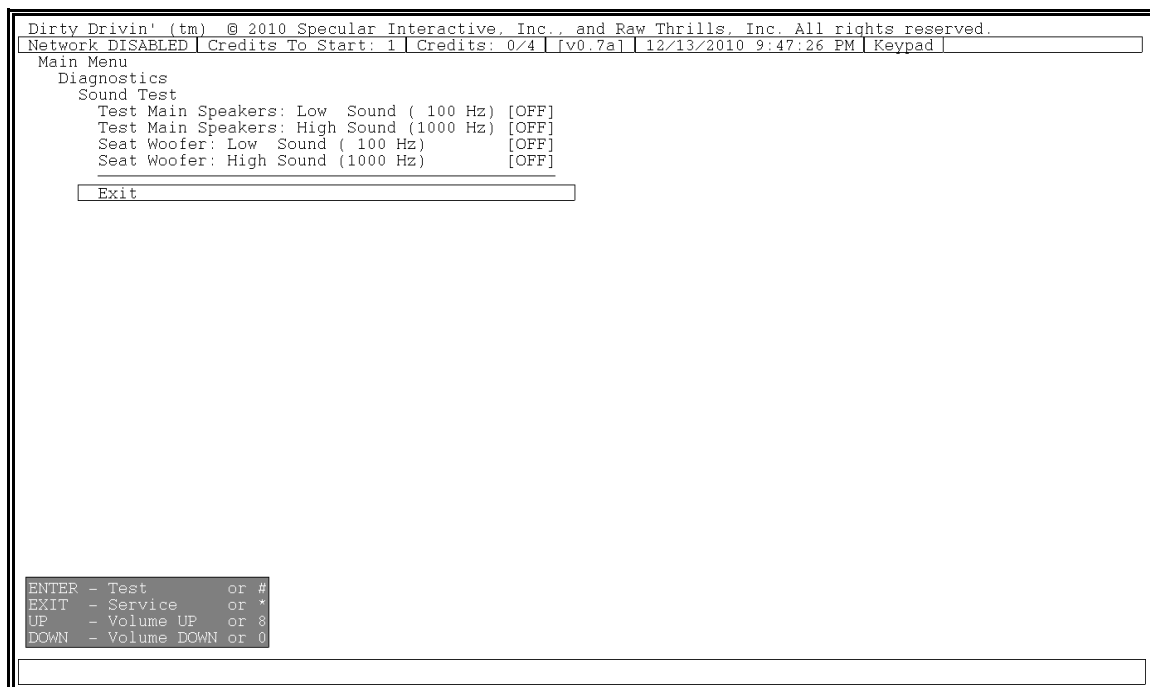 Dirty Drivin' (tm)  © 2010 Specular Interactive, Inc., and Raw Thrills, Inc. All rights reserved.
Network DISABLED | Credits To Start: 1 | Credits: 0/4 | [v0.7a] | 12/13/2010 9:47:26 PM | Keypad |
Main Menu
Diagnostics
Sound Test
Test Main Speakers: Low  Sound ( 100 Hz) [OFF]
Test Main Speakers: High Sound (1000 Hz) [OFF]
Seat Woofer: Low  Sound ( 100 Hz)        [OFF]
Seat Woofer: High Sound (1000 Hz)        [OFF]
Exit
ENTER - Test        or #
EXIT  - Service     or *
UP    - Volume UP   or 8
DOWN  - Volume DOWN or 0